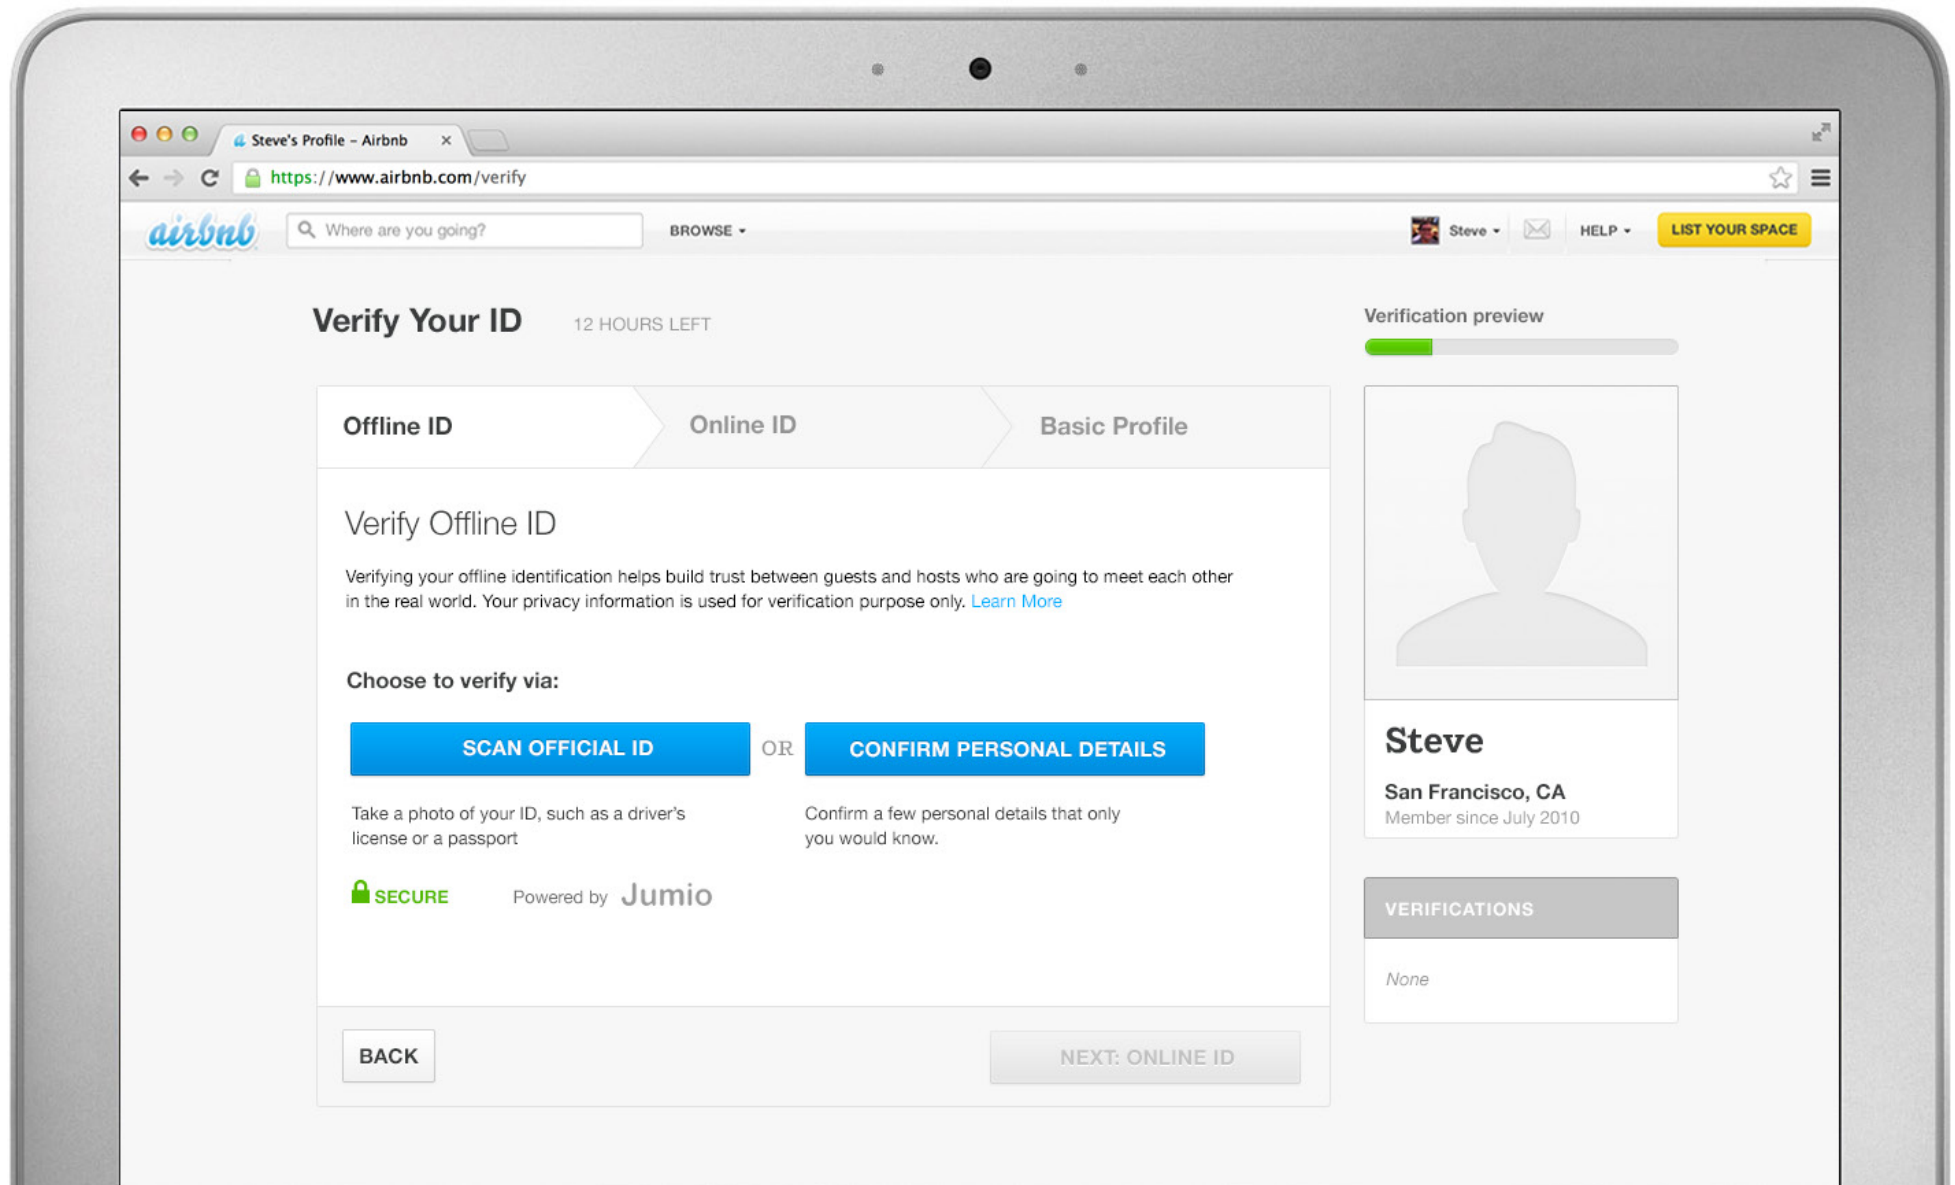 Steve's Profile – Airbnb
https://www.airbnb.com/verify
airbnb
Where are you going?
BROWSE
Steve
HELP
LIST YOUR SPACE
Verify Your ID
12 HOURS LEFT
Verification preview
Offline ID
Online ID
Basic Profile
Verify Offline ID
Verifying your offline identification helps build trust between guests and hosts who are going to meet each other
in the real world. Your privacy information is used for verification purpose only. Learn More
Choose to verify via:
SCAN OFFICIAL ID
OR
CONFIRM PERSONAL DETAILS
Take a photo of your ID, such as a driver's
license or a passport
Confirm a few personal details that only
you would know.
SECURE
Powered by Jumio
BACK
NEXT: ONLINE ID
Steve
San Francisco, CA
Member since July 2010
VERIFICATIONS
None